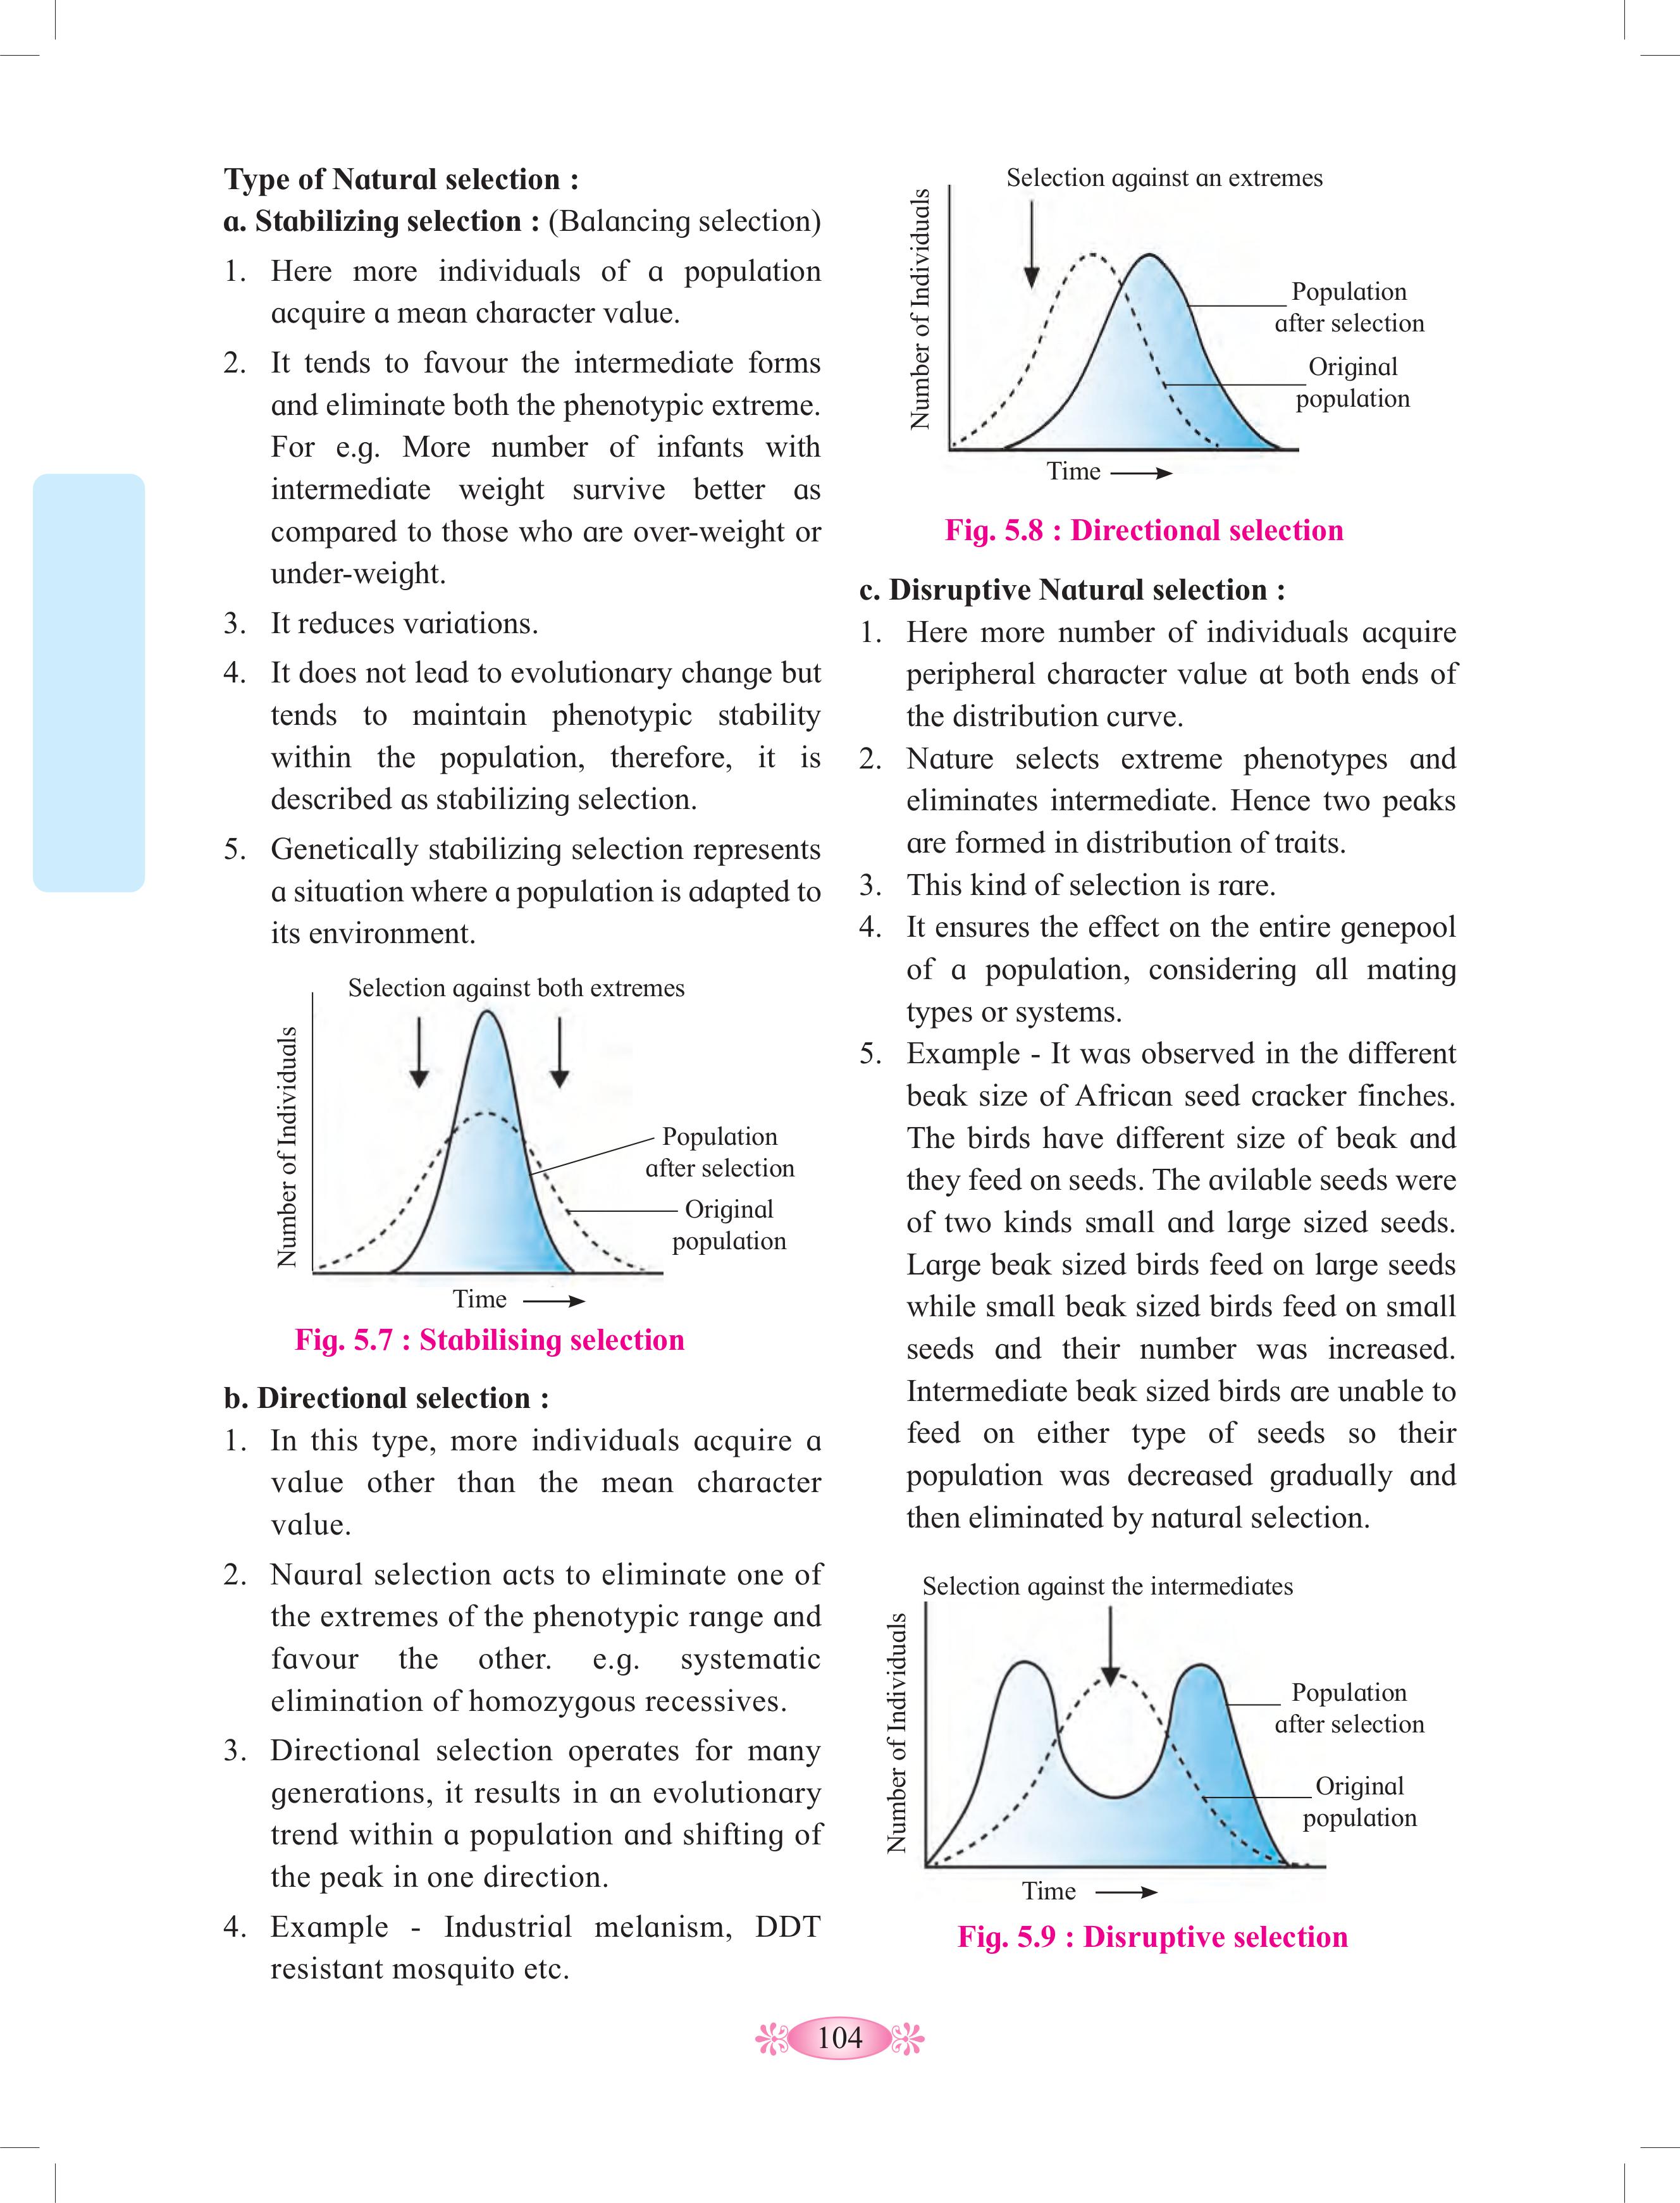 Type of Natural selection :
a. Stabilizing selection : (Balancing selection)
1. Here more individuals of a population
acquire a mean character value.
2. It tends to favour the intermediate forms
and eliminate both the phenotypic extreme.
For e.g. More number of infants with
intermediate weight survive better as
compared to those who are over-weight or
under-weight.
3. It reduces variations.
4. It does not lead to evolutionary change but
tends to maintain phenotypic stability
within the population, therefore, it is
described as stabilizing selection.
5. Genetically stabilizing selection represents
a situation where a population is adapted to
its environment.
Selection against both extremes
Number of Individuals
Population
after selection
Original
population
Time
Fig. 5.7 : Stabilising selection
b. Directional selection :
1. In this type, more individuals acquire a
value other than the mean character
value.
2. Naural selection acts to eliminate one of
the extremes of the phenotypic range and
favour the other. e.g. systematic
elimination of homozygous recessives.
3. Directional selection operates for many
generations, it results in an evolutionary
trend within a population and shifting of
the peak in one direction.
4. Example - Industrial melanism, DDT
resistant mosquito etc.
Selection against an extremes
Number of Individuals
Population
after selection
Original
population
Time
Fig. 5.8 : Directional selection
c. Disruptive Natural selection :
1. Here more number of individuals acquire
peripheral character value at both ends of
the distribution curve.
2. Nature selects extreme phenotypes and
eliminates intermediate. Hence two peaks
are formed in distribution of traits.
3. This kind of selection is rare.
4. It ensures the effect on the entire genepool
of a population, considering all mating
types or systems.
5. Example - It was observed in the different
beak size of African seed cracker finches.
The birds have different size of beak and
they feed on seeds. The avilable seeds were
of two kinds small and large sized seeds.
Large beak sized birds feed on large seeds
while small beak sized birds feed on small
seeds and their number was increased.
Intermediate beak sized birds are unable to
feed on either type of seeds so their
population was decreased gradually and
then eliminated by natural selection.
Selection against the intermediates
Number of Individuals
Population
after selection
Original
population
Time
Fig. 5.9 : Disruptive selection
104